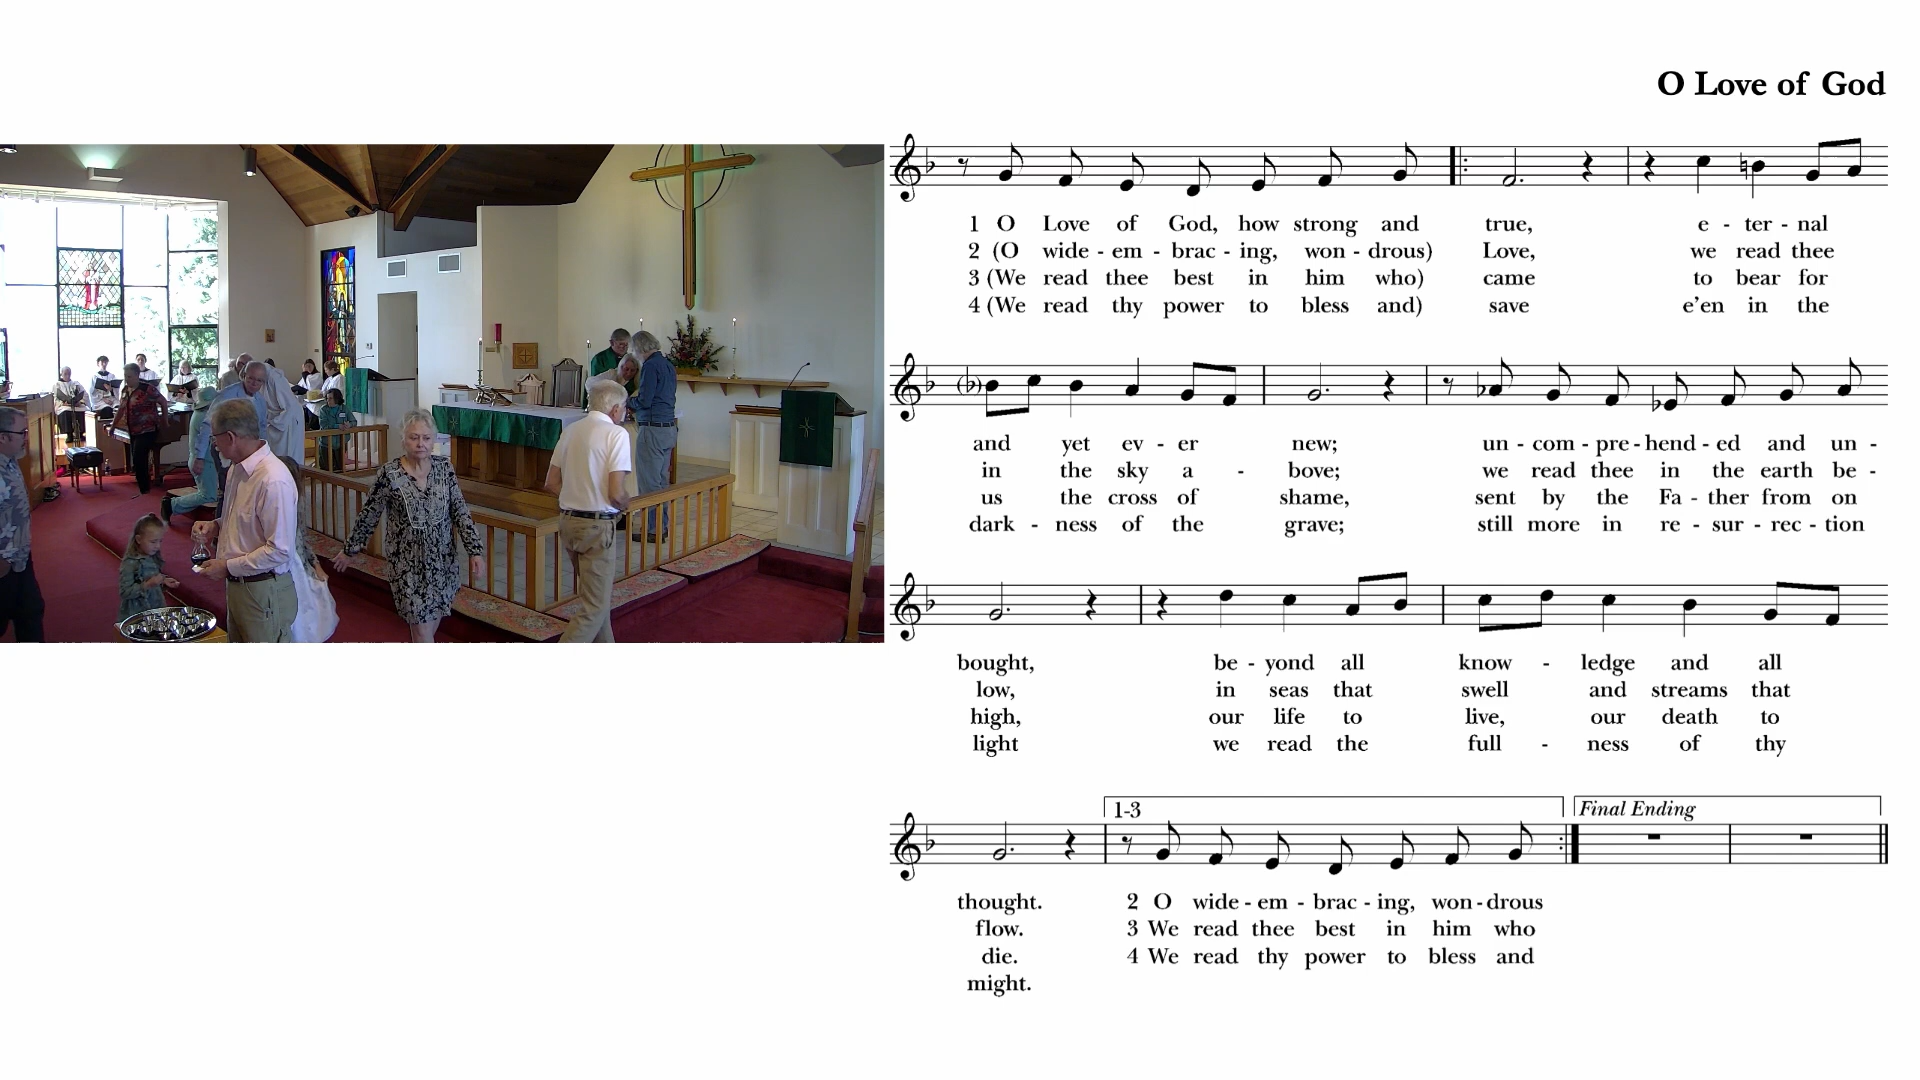 O Love of God
1 O Love of God, how strong and true, e - ter - nal
2 (O wide - em - brac - ing, won - drous) Love, we read thee
3 (We read thee best in him who) came to bear for
4 (We read thy power to bless and) save e'en in the
and yet ev - er new; un - com - pre - hend - ed and un -
in the sky a - bove; we read thee in the earth be -
us the cross of shame, sent by the Fa - ther from on
dark - ness of the grave; still more in re - sur - rec - tion
bought, be - yond all know - ledge and all
low, in seas that swell and streams that
high, our life to live, our death to
light we read the full - ness of thy
1-3 Final Ending
thought. 2 O wide - em - brac - ing, won - drous
flow. 3 We read thee best in him who
die. 4 We read thy power to bless and
might.